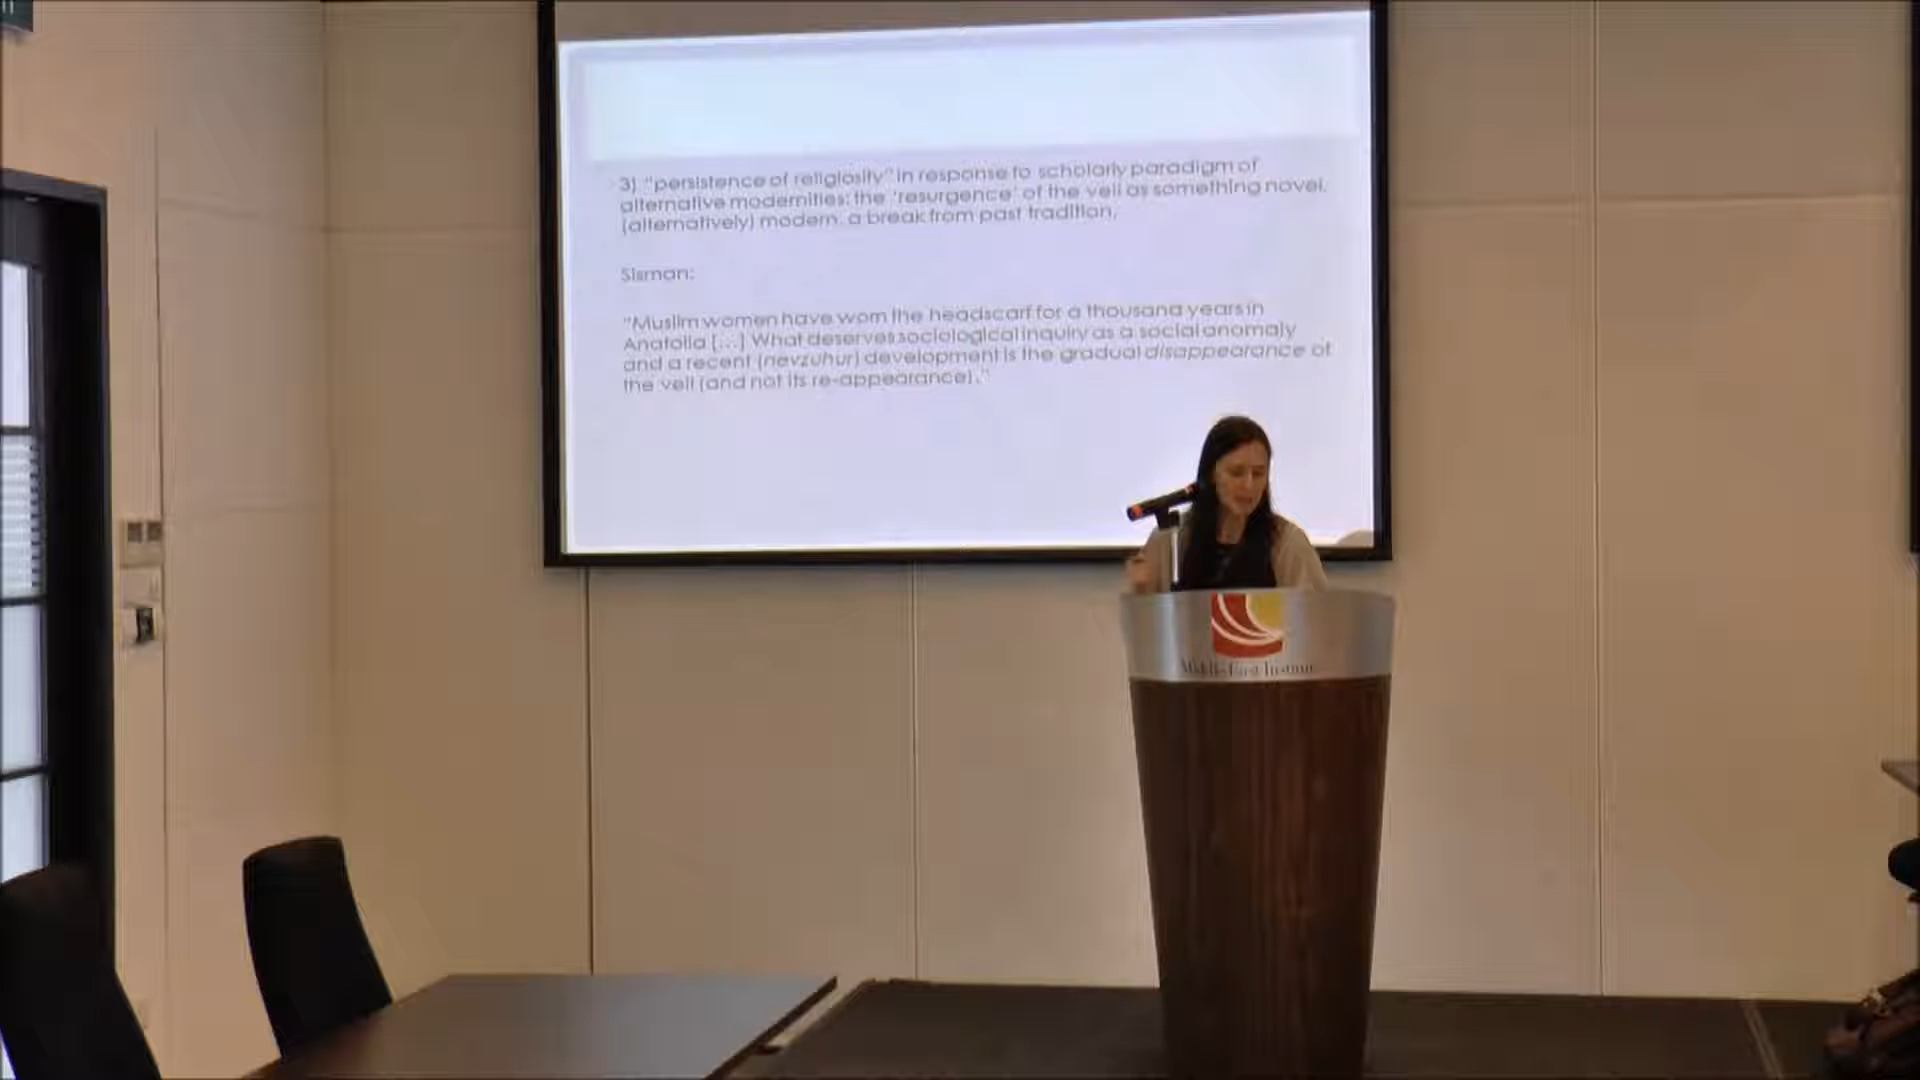 3) "persistence of religiosity" in response to scholarly paradigm of
alternative modernities: the 'resurgence' of the veil as something novel,
(alternatively) modern, a break from past tradition.
Sisman:
"Muslim women have worn the headscarf for a thousand years in
Anatolia [...] What deserves sociological inquiry as a social anomaly
and a recent (nevzuhur) development is the gradual disappearance of
the veil (and not its re-appearance)."
Middle East Institute